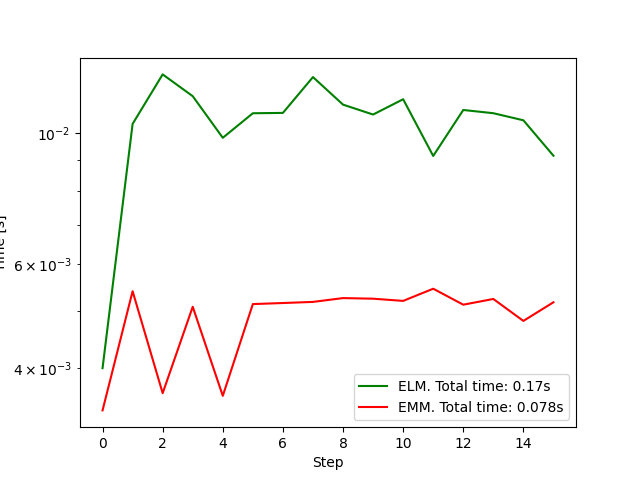 10⁻²
6 × 10⁻³
4 × 10⁻³
0 2 4 6 8 10 12 14
Step
ELM. Total time: 0.17s
EMM. Total time: 0.078s